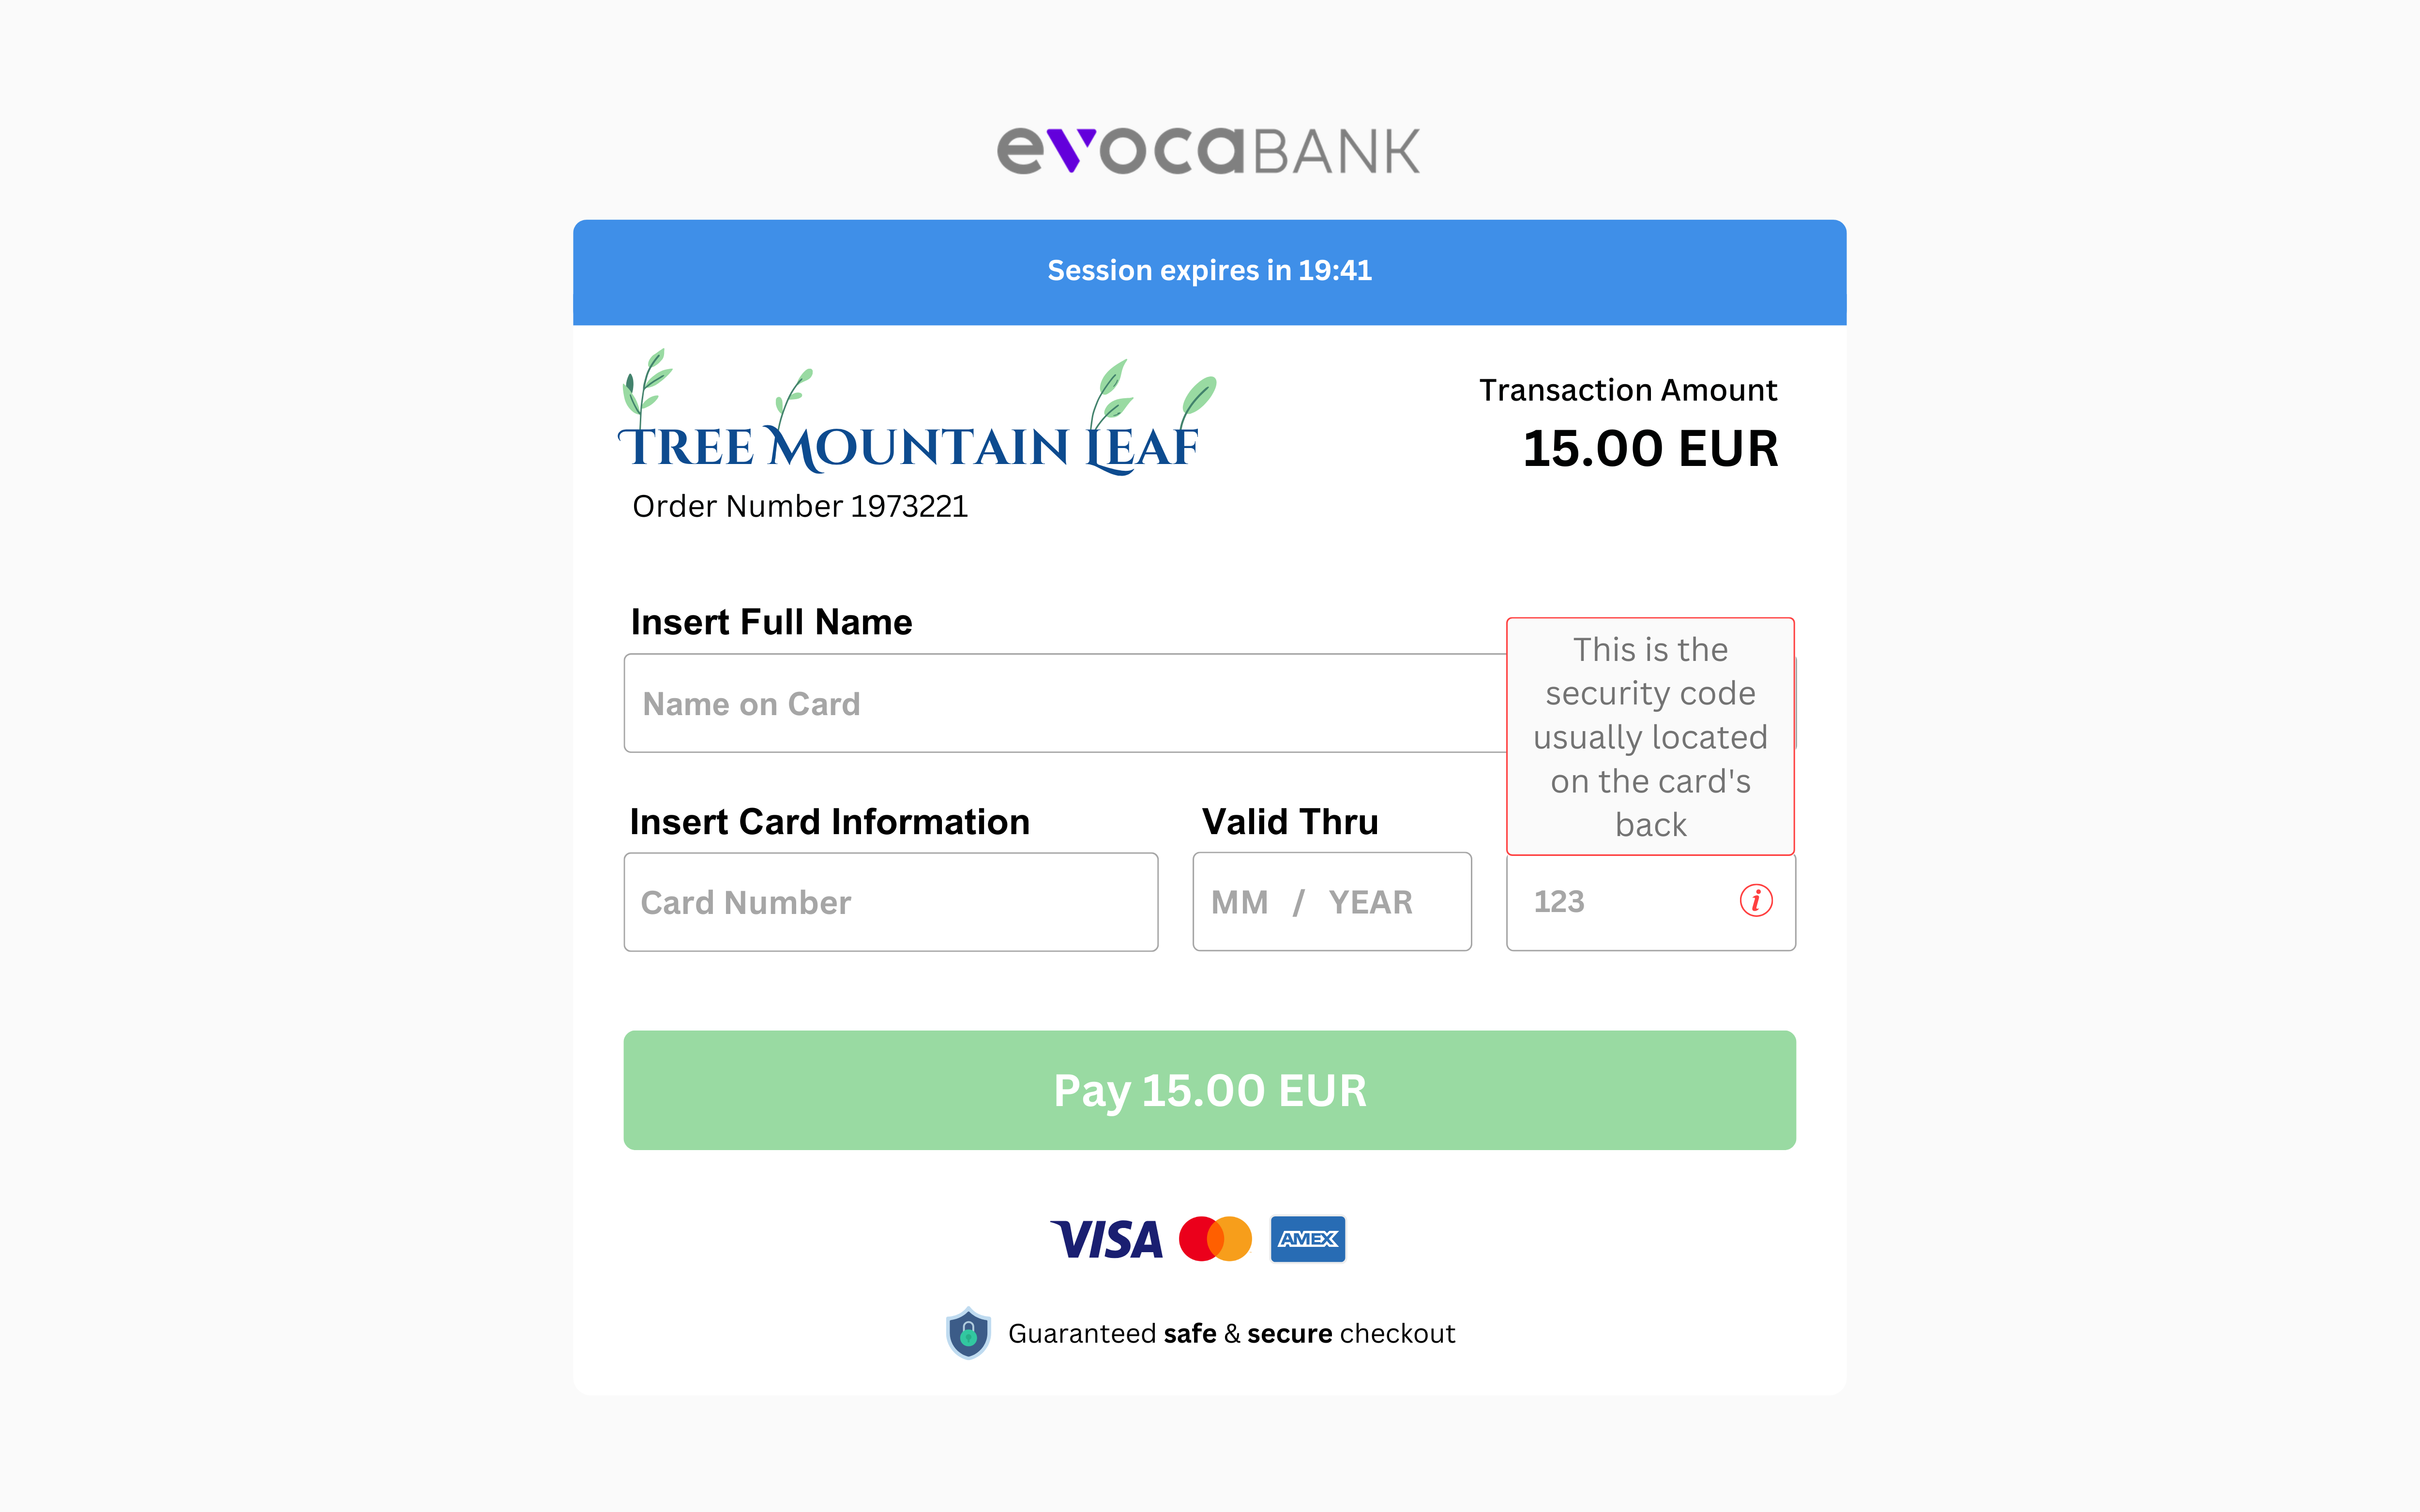 evocaBANK
Session expires in 19:41
TREE MOUNTAIN LEAF
Transaction Amount
15.00 EUR
Order Number 1973221
Insert Full Name
Name on Card
This is the
security code
usually located
on the card's
back
Insert Card Information
Valid Thru
Card Number
MM / YEAR
123
i
Pay 15.00 EUR
VISA
AMEX
Guaranteed safe & secure checkout